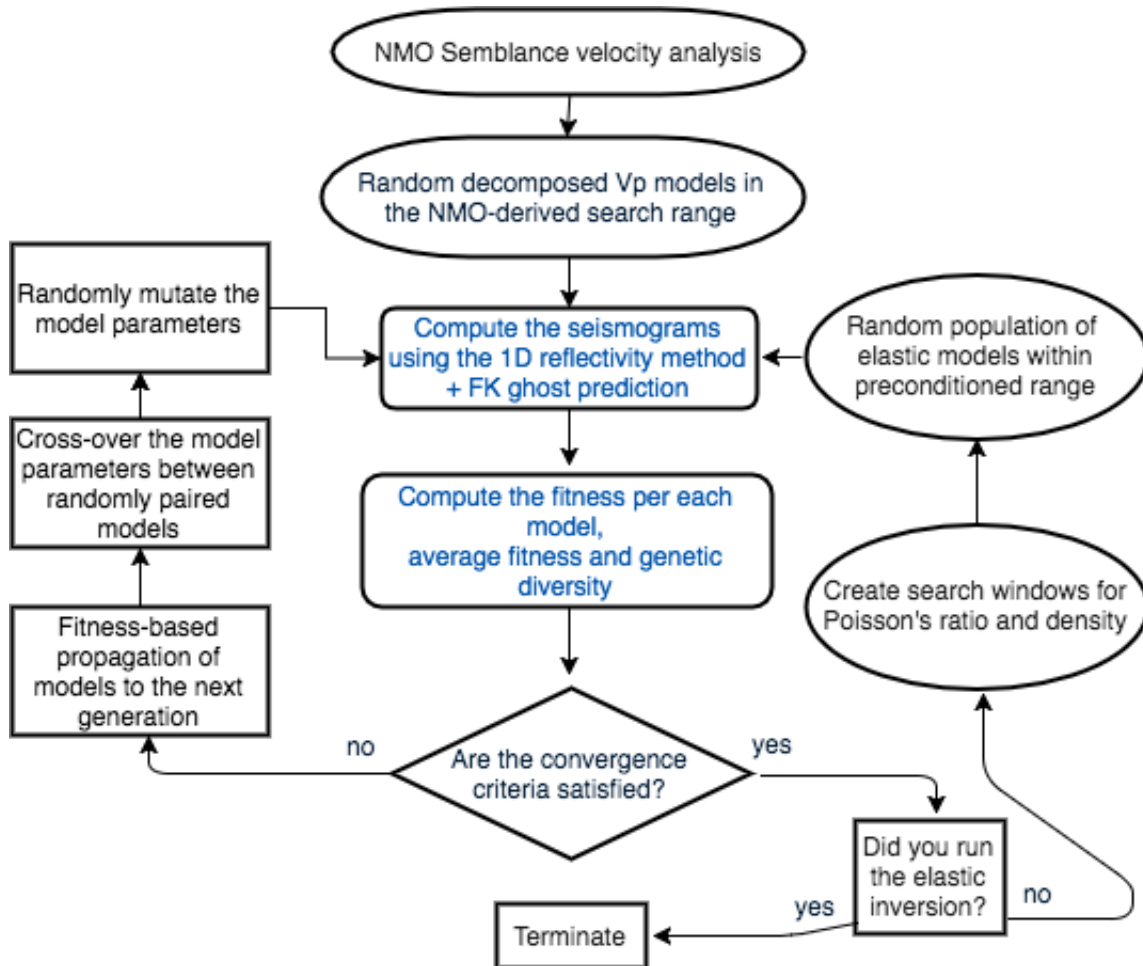 NMO Semblance velocity analysis
Random decomposed Vp models in
the NMO-derived search range
Randomly mutate the
model parameters
Compute the seismograms
using the 1D reflectivity method
+ FK ghost prediction
Random population of
elastic models within
preconditioned range
Cross-over the model
parameters between
randomly paired
models
Compute the fitness per each
model,
average fitness and genetic
diversity
Create search windows for
Poisson's ratio and density
Fitness-based
propagation of
models to the next
generation
no
Are the convergence
criteria satisfied?
yes
Did you run
the elastic
inversion?
no
yes
Terminate